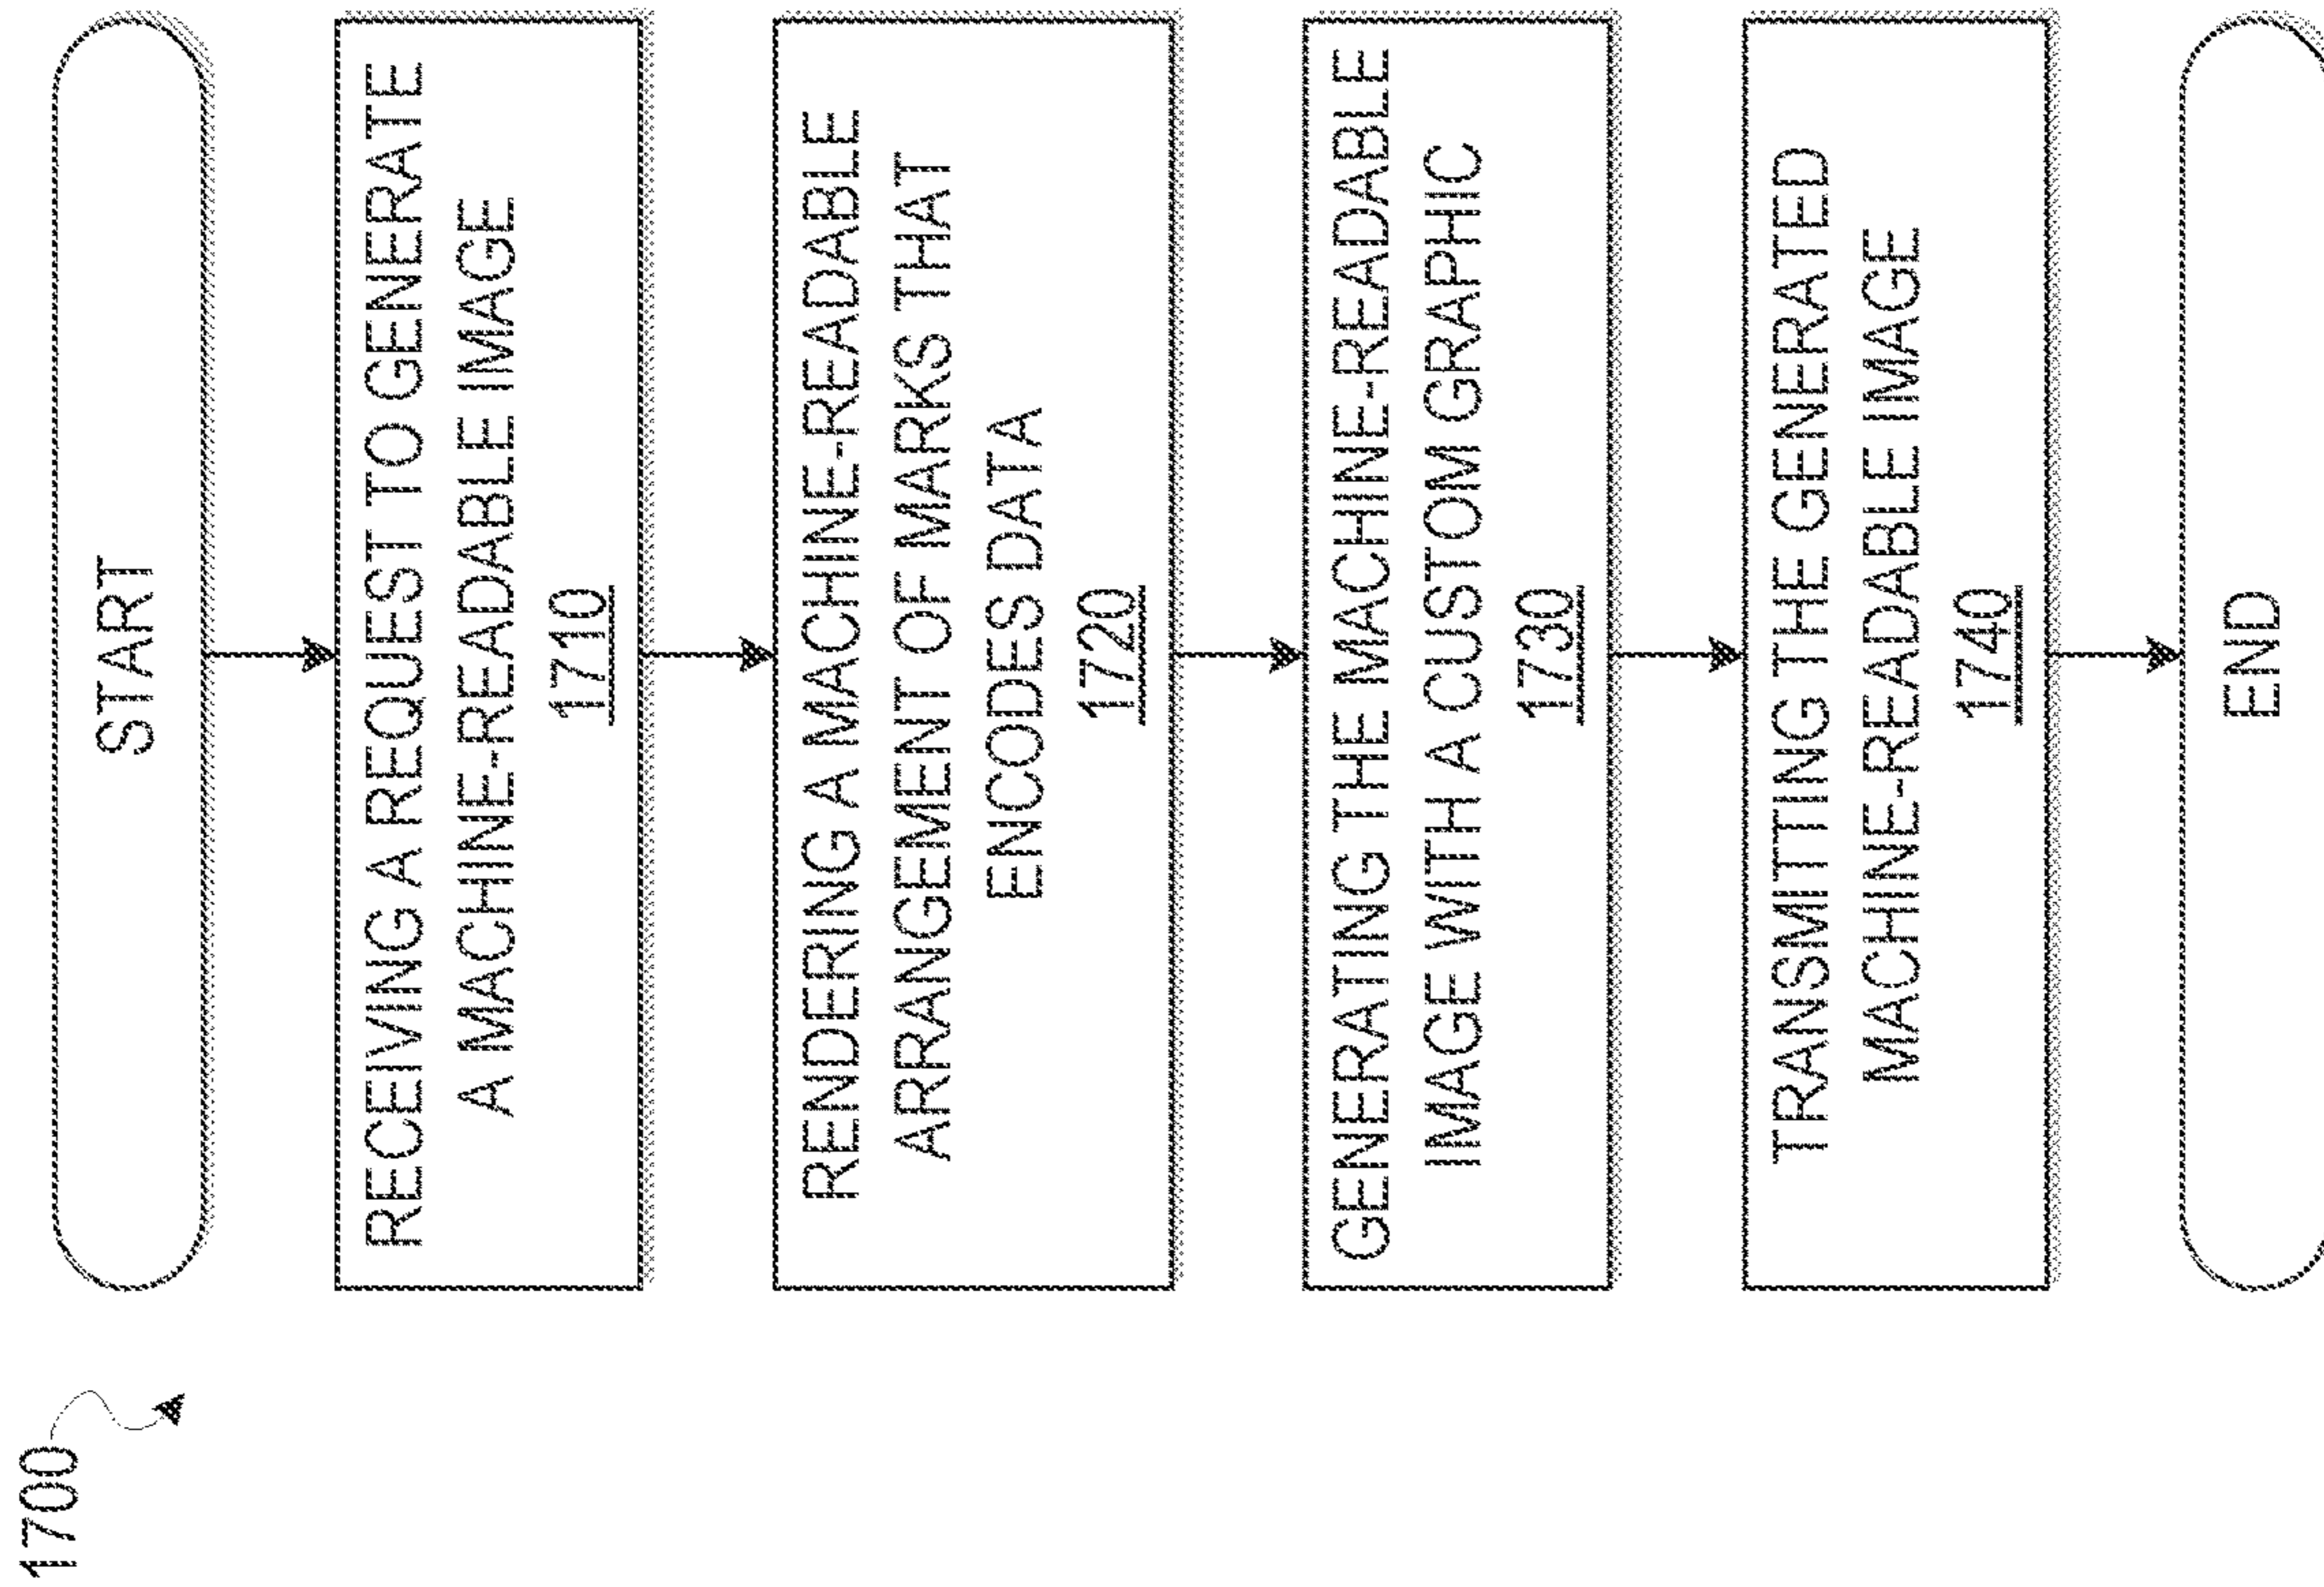 1700
START
RECEIVING A REQUEST TO GENERATE
A MACHINE-READABLE IMAGE
1710
RENDERING A MACHINE-READABLE
ARRANGEMENT OF MARKS THAT
ENCODES DATA
1720
GENERATING THE MACHINE-READABLE
IMAGE WITH A CUSTOM GRAPHIC
1730
TRANSMITTING THE GENERATED
MACHINE-READABLE IMAGE
1740
END